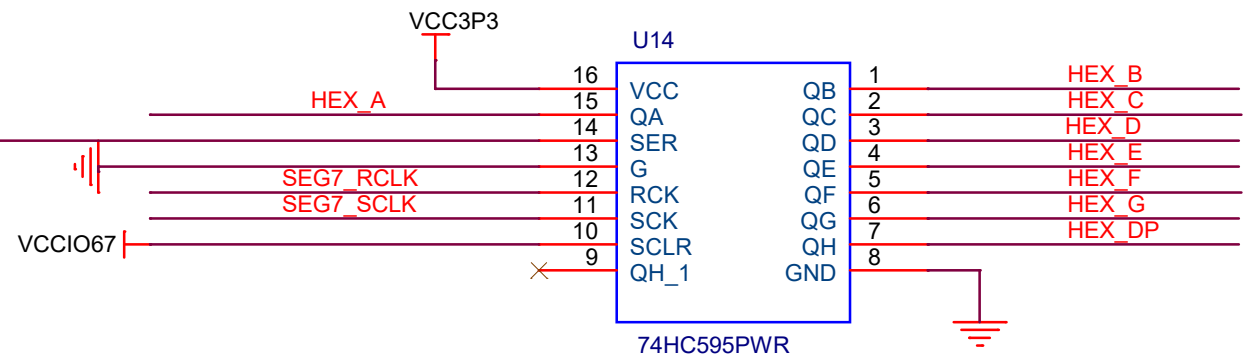 VCC3P3
U14
16 VCC QB 1 HEX_B
HEX_A 15 QA QC 2 HEX_C
14 SER QD 3 HEX_D
13 G QE 4 HEX_E
SEG7_RCLK 12 RCK QF 5 HEX_F
SEG7_SCLK 11 SCK QG 6 HEX_G
VCCIO67 10 SCLR QH 7 HEX_DP
9 QH_1 GND 8
74HC595PWR